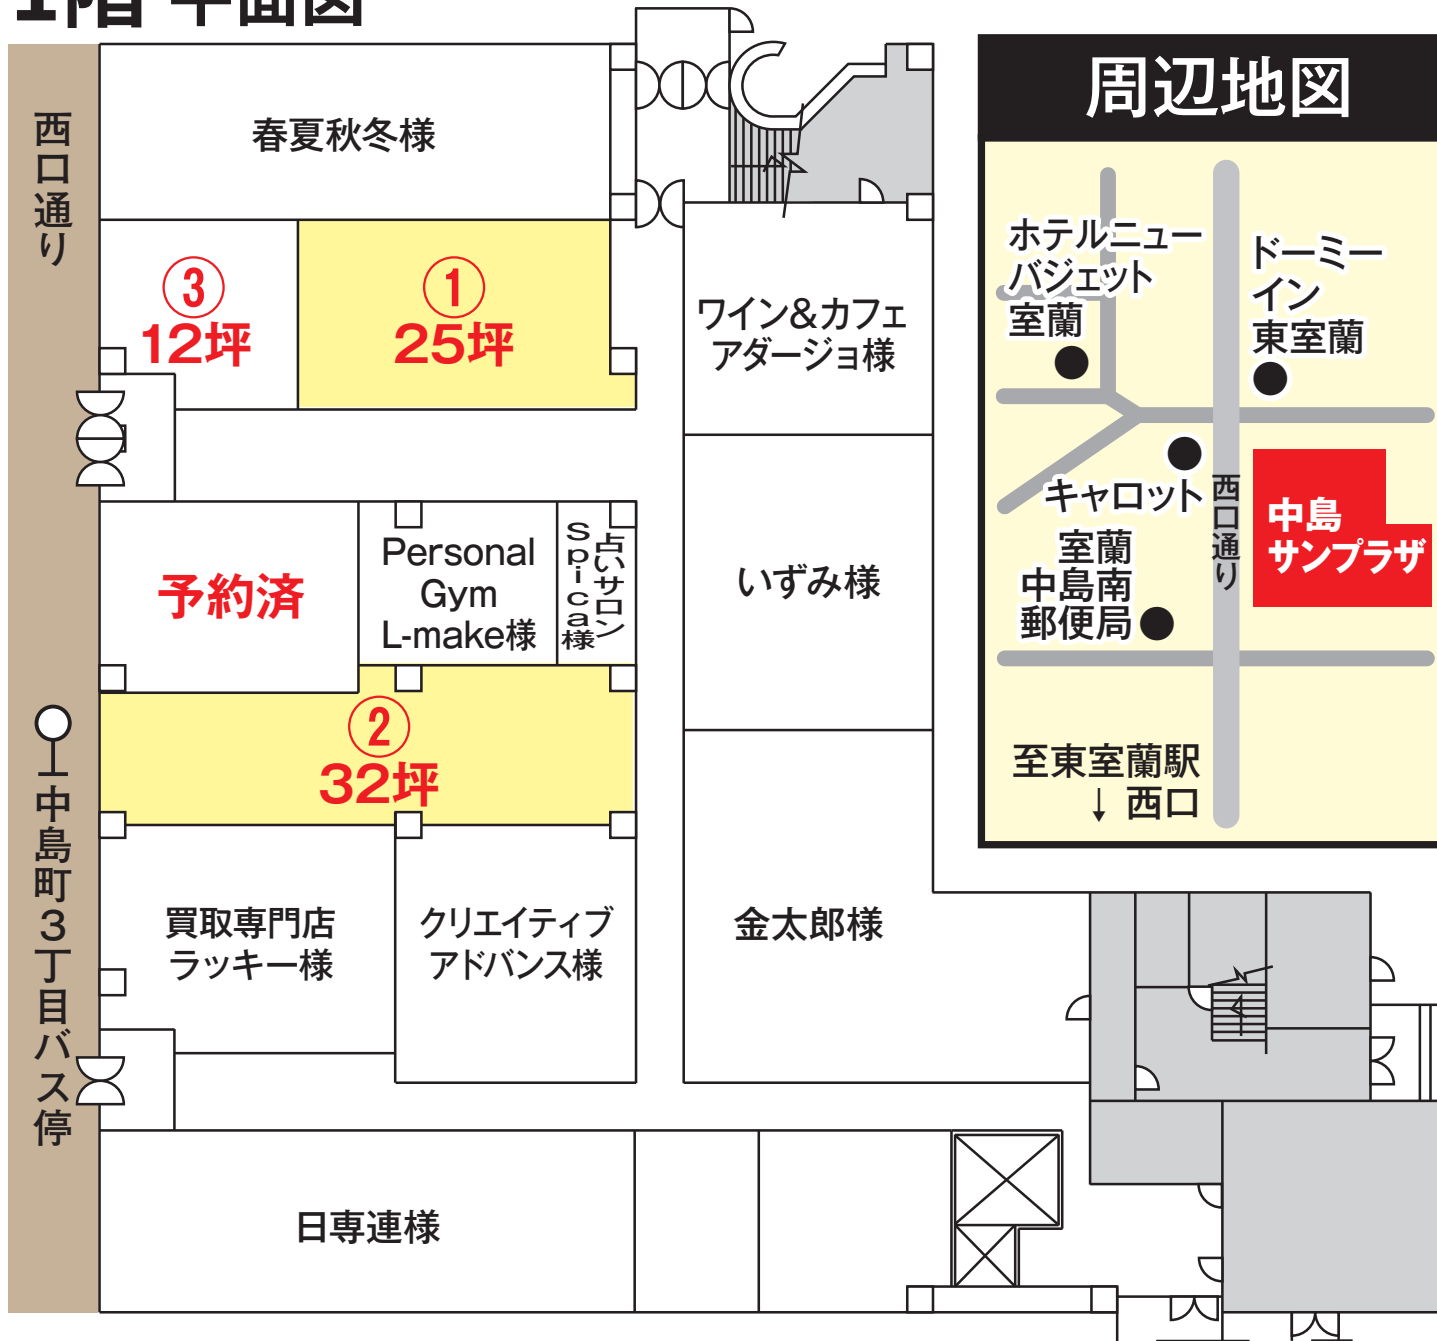 1階 平面図
西口通り
春夏秋冬様
③
12坪
①
25坪
ワイン&カフェ
アダージョ様
予約済
Personal
Gym
L-make様
占いサロン
Spica様
いずみ様
②
32坪
中島町3丁目バス停
買取専門店
ラッキー様
クリエイティブ
アドバンス様
金太郎様
日専連様
周辺地図
ホテルニュー
バジェット
室蘭
ドーミー
イン
東室蘭
キャロット
西口通り
中島
サンプラザ
室蘭
中島南
郵便局
至東室蘭駅
↓ 西口